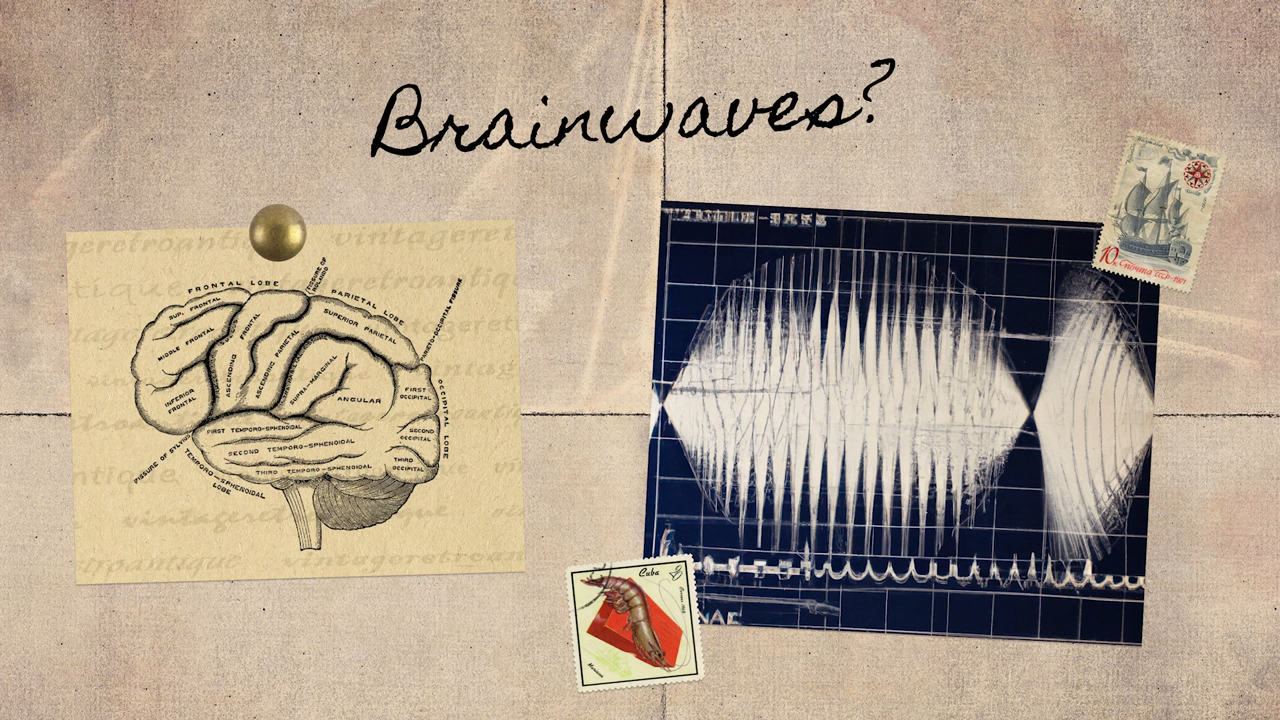 Brainwaves?
FRONTAL LOBE
FISSURE OF
ROLANDO
PARIETAL LOBE
PARIETO-OCCIPITAL FISSURE
SUP. FRONTAL
MIDDLE FRONTAL
INFERIOR
FRONTAL
ASCENDING
FRONTAL
ASCENDING PARIETAL
SUPERIOR PARIETAL
SUPRA-MARGINAL
ANGULAR
FIRST
OCCIPITAL
SECOND
OCCIPITAL
THIRD
OCCIPITAL
OCCIPITAL LOBE
FIRST TEMPORO-SPHENOIDAL
SECOND TEMPORO-SPHENOIDAL
THIRD TEMPORO-SPHENOIDAL
FISSURE OF SYLVIUS
TEMPORO-SPHENOIDAL
LOBE
10к.
почта
Cuba